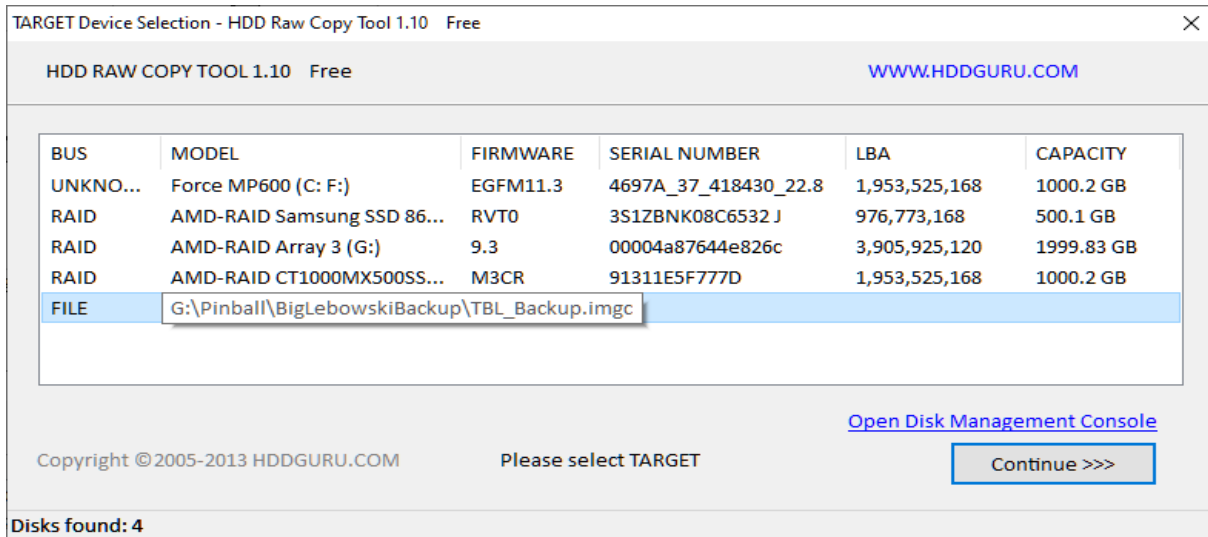 TARGET Device Selection - HDD Raw Copy Tool 1.10 Free
HDD RAW COPY TOOL 1.10 Free WWW.HDDGURU.COM
BUS MODEL FIRMWARE SERIAL NUMBER LBA CAPACITY
UNKNO... Force MP600 (C: F:) EGFM11.3 4697A_37_418430_22.8 1,953,525,168 1000.2 GB
RAID AMD-RAID Samsung SSD 86... RVT0 3S1ZBNK08C6532 J 976,773,168 500.1 GB
RAID AMD-RAID Array 3 (G:) 9.3 00004a87644e826c 3,905,925,120 1999.83 GB
RAID AMD-RAID CT1000MX500SS... M3CR 91311E5F777D 1,953,525,168 1000.2 GB
FILE G:\Pinball\BigLebowskiBackup\TBL_Backup.imgc
Open Disk Management Console
Copyright ©2005-2013 HDDGURU.COM Please select TARGET Continue >>>
Disks found: 4